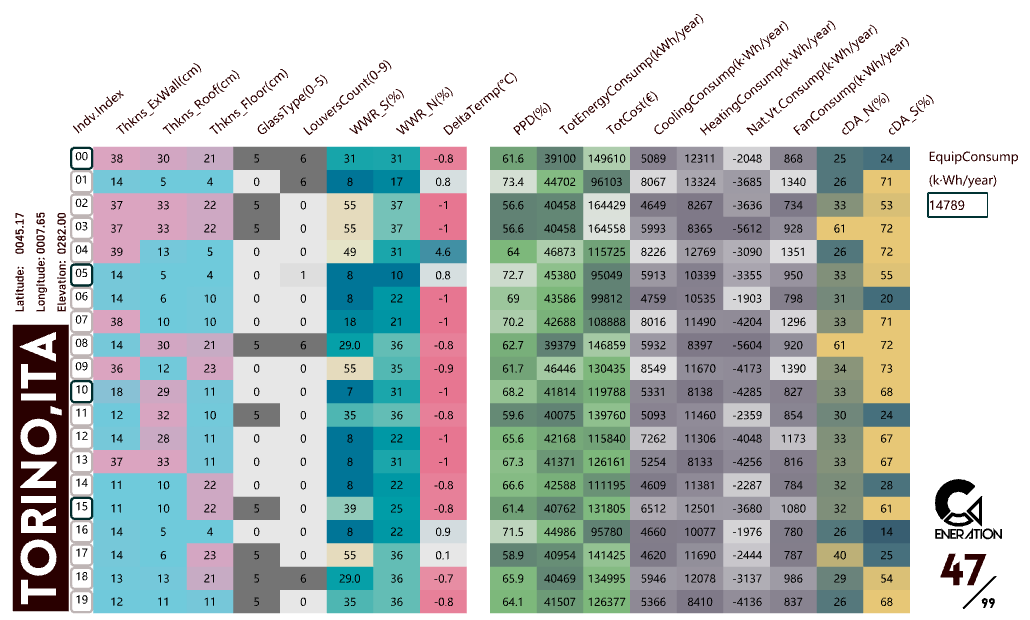 Indv.Index Thkns_ExWall(cm) Thkns_Roof(cm) Thkns_Floor(cm) GlassType(0-5) LouversCount(0-9) WWR_S(%) WWR_N(%) DeltaTermp(°C) PPD(%) TotEnergyConsump(kWh/year) TotCost(€) CoolingConsump(k·Wh/year) HeatingConsump(k·Wh/year) Nat.Vt.Consump(k·Wh/year) FanConsump(k·Wh/year) cDA_N(%) cDA_S(%)
00 38 30 21 5 6 31 31 -0.8 61.6 39100 149610 5089 12311 -2048 868 25 24
01 14 5 4 0 6 8 17 0.8 73.4 44702 96103 8067 13324 -3685 1340 26 71
02 37 33 22 5 0 55 37 -1 56.6 40458 164429 4649 8267 -3636 734 33 53
03 37 33 22 5 0 55 37 -1 56.6 40458 164558 5993 8365 -5612 928 61 72
04 39 13 5 0 0 49 31 4.6 64 46873 115725 8226 12769 -3090 1351 26 72
05 14 5 4 0 1 8 10 0.8 72.7 45380 95049 5913 10339 -3355 950 33 55
06 14 6 10 0 0 8 22 -1 69 43586 99812 4759 10535 -1903 798 31 20
07 38 10 10 0 0 18 21 -1 70.2 42688 108888 8016 11490 -4204 1296 33 71
08 14 30 21 5 6 29.0 36 -0.8 62.7 39379 146859 5932 8397 -5604 920 61 72
09 36 12 23 0 0 55 35 -0.9 61.7 46446 130435 8549 11670 -4173 1390 34 73
10 18 29 11 0 0 7 31 -1 68.2 41814 119788 5331 8138 -4285 827 33 68
11 12 32 10 5 0 35 36 -0.8 59.6 40075 139760 5093 11460 -2359 854 30 24
12 14 28 11 0 0 8 22 -1 65.6 42168 115840 7262 11306 -4048 1173 33 67
13 37 33 11 0 0 8 31 -1 67.3 41371 126161 5254 8133 -4256 816 33 67
14 11 10 22 0 0 8 22 -0.8 66.6 42588 111195 4609 11381 -2287 784 32 28
15 11 10 22 5 0 39 25 -0.8 61.4 40762 131805 6512 12501 -3680 1080 32 61
16 14 5 4 0 0 8 22 0.9 71.5 44986 95780 4660 10077 -1976 780 26 14
17 14 6 23 5 0 55 36 0.1 58.9 40954 141425 4620 11690 -2444 787 40 25
18 13 13 21 5 6 29.0 36 -0.7 65.9 40469 134995 5946 12078 -3137 986 29 54
19 12 11 11 5 0 35 36 -0.8 64.1 41507 126377 5366 8410 -4136 837 26 68
Latitude: 0045.17
Longitude: 0007.65
Elevation: 0282.00
TORINO,ITA
EquipConsump
(k·Wh/year)
14789
ENERATION
47/99